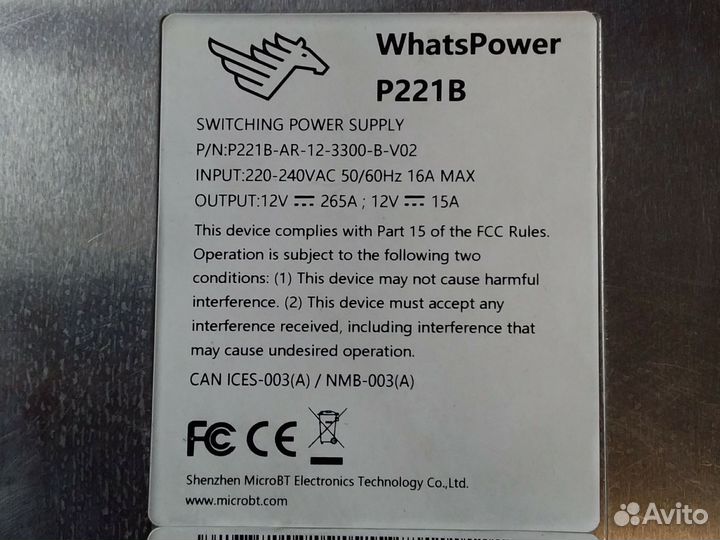 WhatsPower
P221B
SWITCHING POWER SUPPLY
P/N:P221B-AR-12-3300-B-V02
INPUT:220-240VAC 50/60Hz 16A MAX
OUTPUT:12V ⎓ 265A ; 12V ⎓ 15A
This device complies with Part 15 of the FCC Rules.
Operation is subject to the following two
conditions: (1) This device may not cause harmful
interference. (2) This device must accept any
interference received, including interference that
may cause undesired operation.
CAN ICES-003(A) / NMB-003(A)
FC CE
Shenzhen MicroBT Electronics Technology Co.,Ltd.
www.microbt.com
Avito